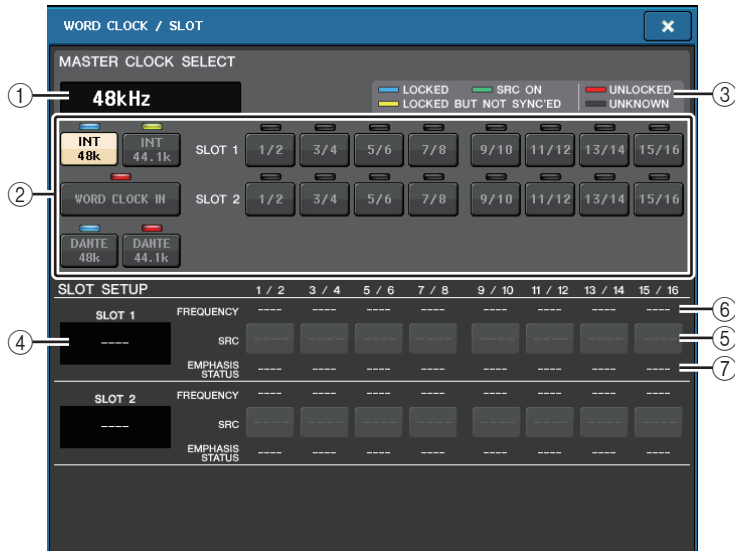 WORD CLOCK / SLOT ×
MASTER CLOCK SELECT
① 48kHz LOCKED SRC ON UNLOCKED ③
LOCKED BUT NOT SYNC'ED UNKNOWN
② INT 48k INT 44.1k SLOT 1 1/2 3/4 5/6 7/8 9/10 11/12 13/14 15/16
WORD CLOCK IN SLOT 2 1/2 3/4 5/6 7/8 9/10 11/12 13/14 15/16
DANTE 48k DANTE 44.1k
SLOT SETUP 1 / 2 3 / 4 5 / 6 7 / 8 9 / 10 11 / 12 13 / 14 15 / 16
SLOT 1 FREQUENCY ---- ---- ---- ---- ---- ---- ---- ---- ⑥
④ ---- SRC ---- ---- ---- ---- ---- ---- ---- ---- ⑤
EMPHASIS STATUS ---- ---- ---- ---- ---- ---- ---- ---- ⑦
SLOT 2 FREQUENCY ---- ---- ---- ---- ---- ---- ---- ----
---- SRC ---- ---- ---- ---- ---- ---- ---- ----
EMPHASIS STATUS ---- ---- ---- ---- ---- ---- ---- ----